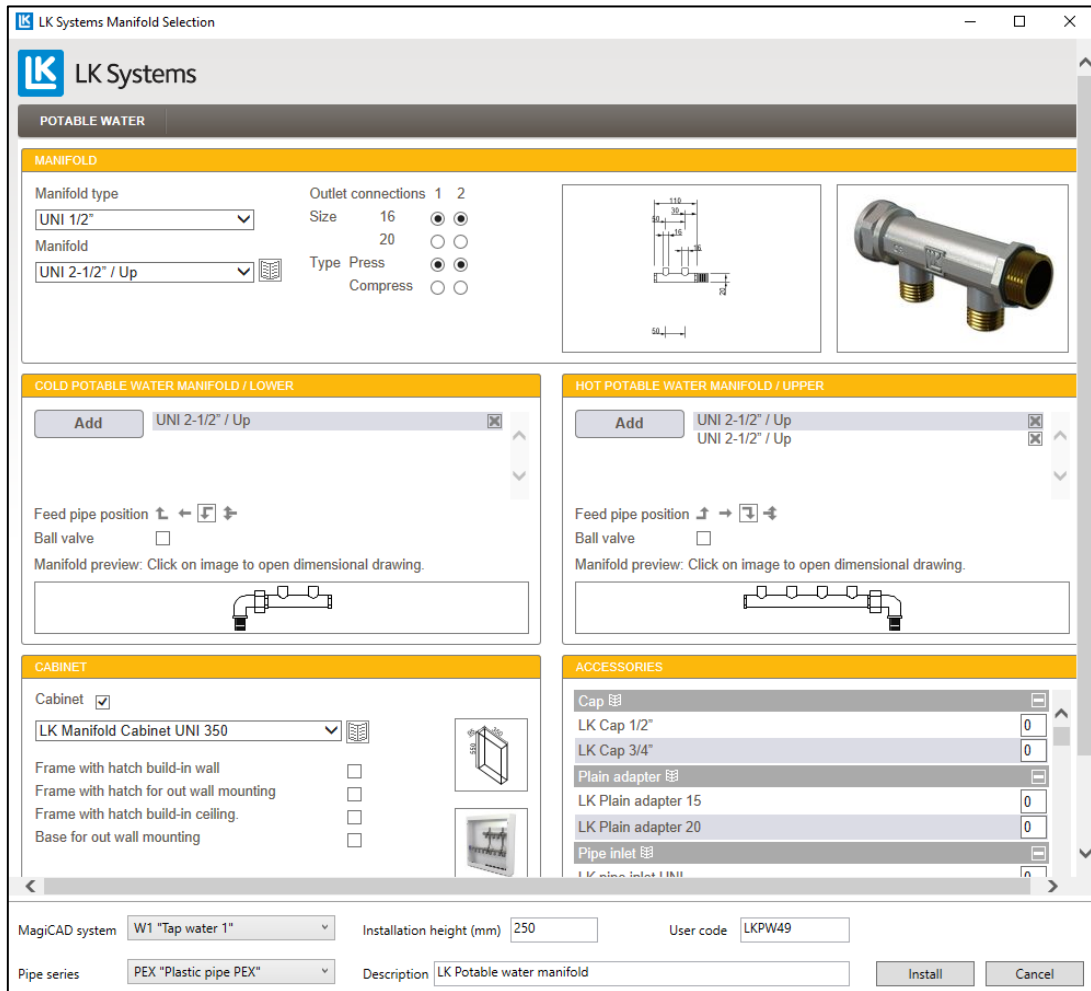 LK Systems Manifold Selection
LK LK Systems
POTABLE WATER
MANIFOLD
Manifold type
UNI 1/2"
Manifold
UNI 2-1/2" / Up
Outlet connections 1 2
Size 16
20
Type Press
Compress
110
30
50
16
16
20
50
COLD POTABLE WATER MANIFOLD / LOWER
Add UNI 2-1/2" / Up
Feed pipe position
Ball valve
Manifold preview: Click on image to open dimensional drawing.
HOT POTABLE WATER MANIFOLD / UPPER
Add UNI 2-1/2" / Up
UNI 2-1/2" / Up
Feed pipe position
Ball valve
Manifold preview: Click on image to open dimensional drawing.
CABINET
Cabinet
LK Manifold Cabinet UNI 350
Frame with hatch build-in wall
Frame with hatch for out wall mounting
Frame with hatch build-in ceiling.
Base for out wall mounting
550
350
ACCESSORIES
Cap
LK Cap 1/2" 0
LK Cap 3/4" 0
Plain adapter
LK Plain adapter 15 0
LK Plain adapter 20 0
Pipe inlet
LK pipe inlet UNI 0
MagiCAD system W1 "Tap water 1" Installation height (mm) 250 User code LKPW49
Pipe series PEX "Plastic pipe PEX" Description LK Potable water manifold Install Cancel